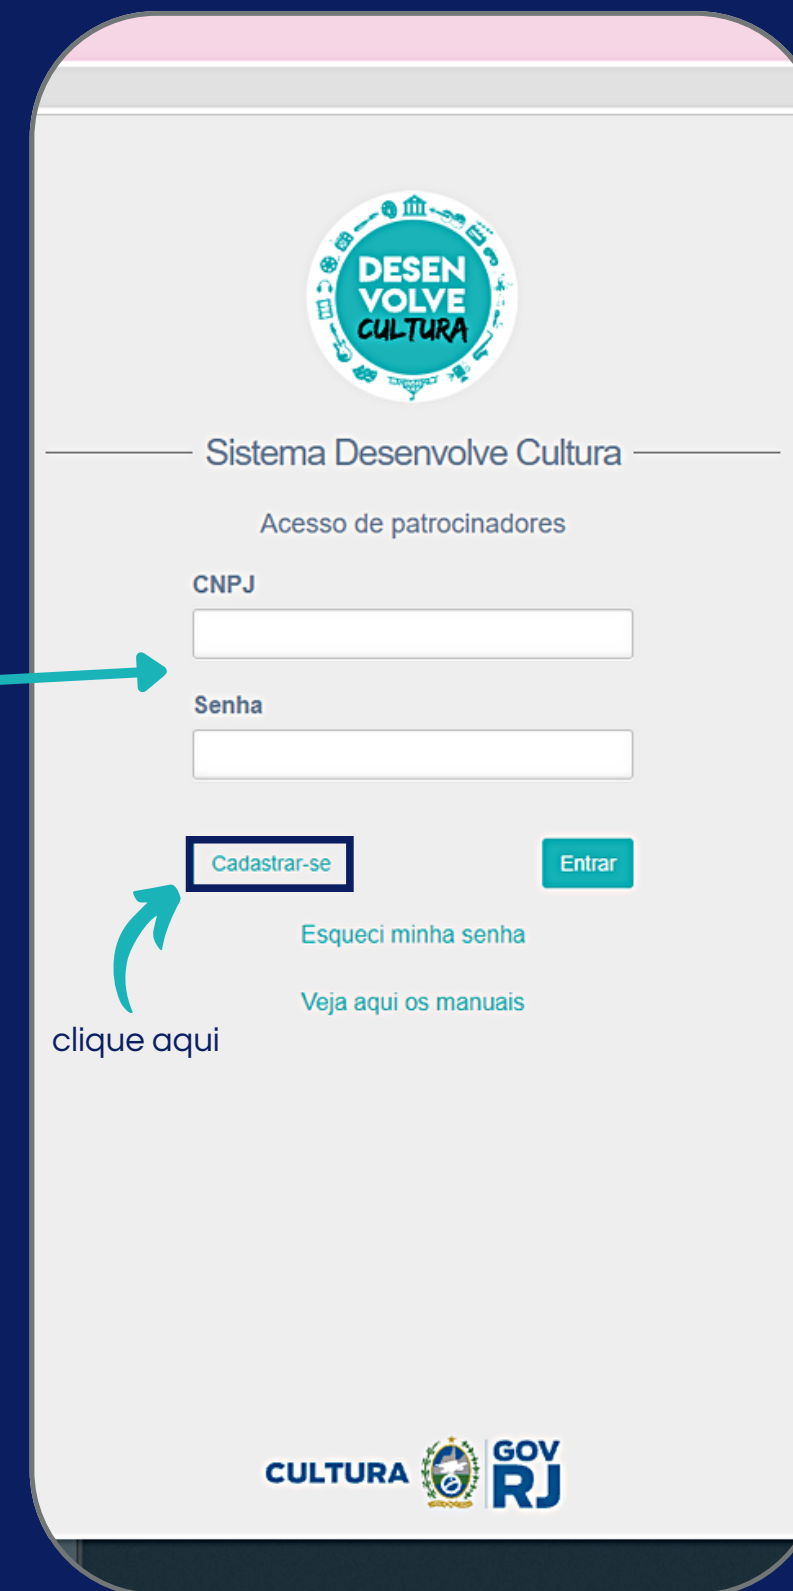 DESEN
VOLVE
CULTURA
Sistema Desenvolve Cultura
Acesso de patrocinadores
CNPJ
Senha
Cadastrar-se
Entrar
Esqueci minha senha
Veja aqui os manuais
clique aqui
CULTURA
GOV
RJ